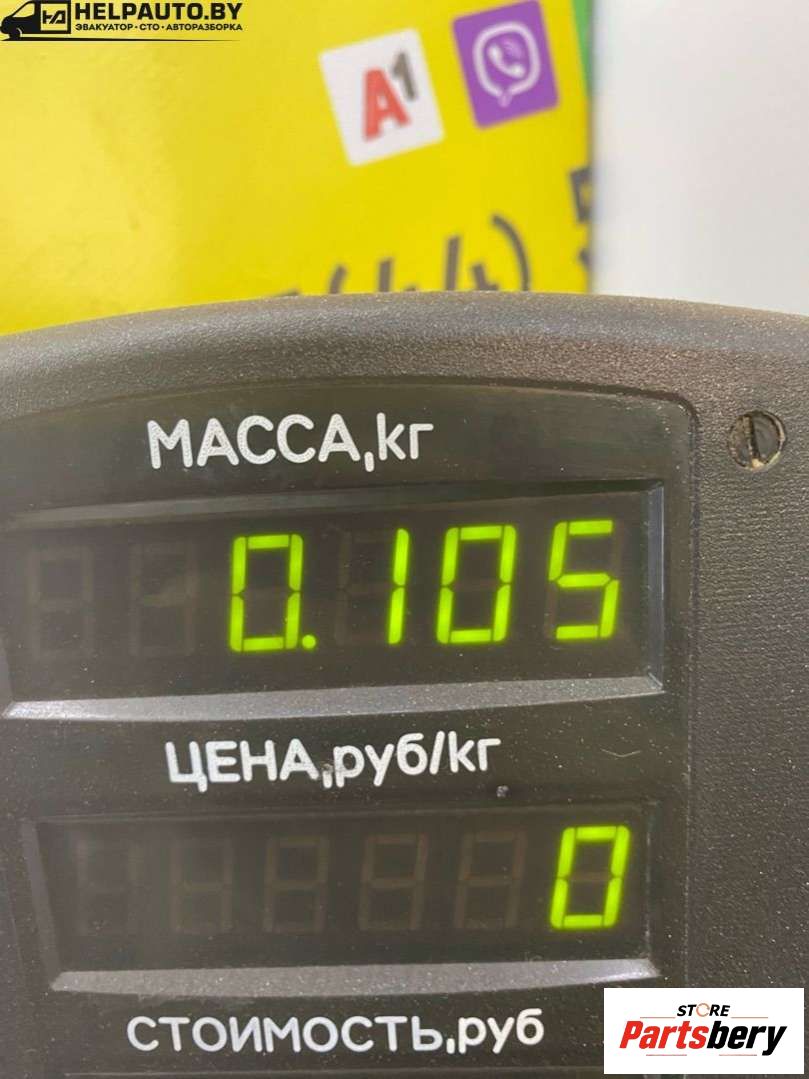 HELPAUTO.BY
ЭВАКУАТОР • СТО • АВТОРАЗБОРКА
A1
МАССА,кг
0.105
ЦЕНА,руб/кг
0
СТОИМОСТЬ,руб
STORE
Partsbery